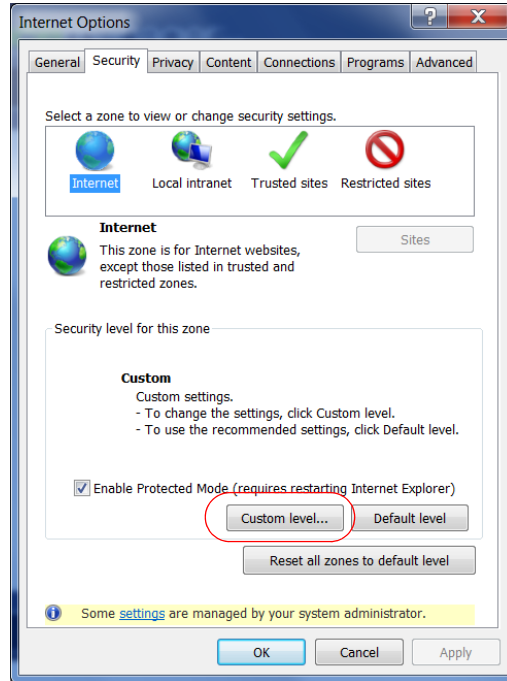 Internet Options
? X
General Security Privacy Content Connections Programs Advanced
Select a zone to view or change security settings.
Internet Local intranet Trusted sites Restricted sites
Internet
This zone is for Internet websites,
except those listed in trusted and
restricted zones.
Sites
Security level for this zone
Custom
Custom settings.
- To change the settings, click Custom level.
- To use the recommended settings, click Default level.
Enable Protected Mode (requires restarting Internet Explorer)
Custom level... Default level
Reset all zones to default level
Some settings are managed by your system administrator.
OK Cancel Apply